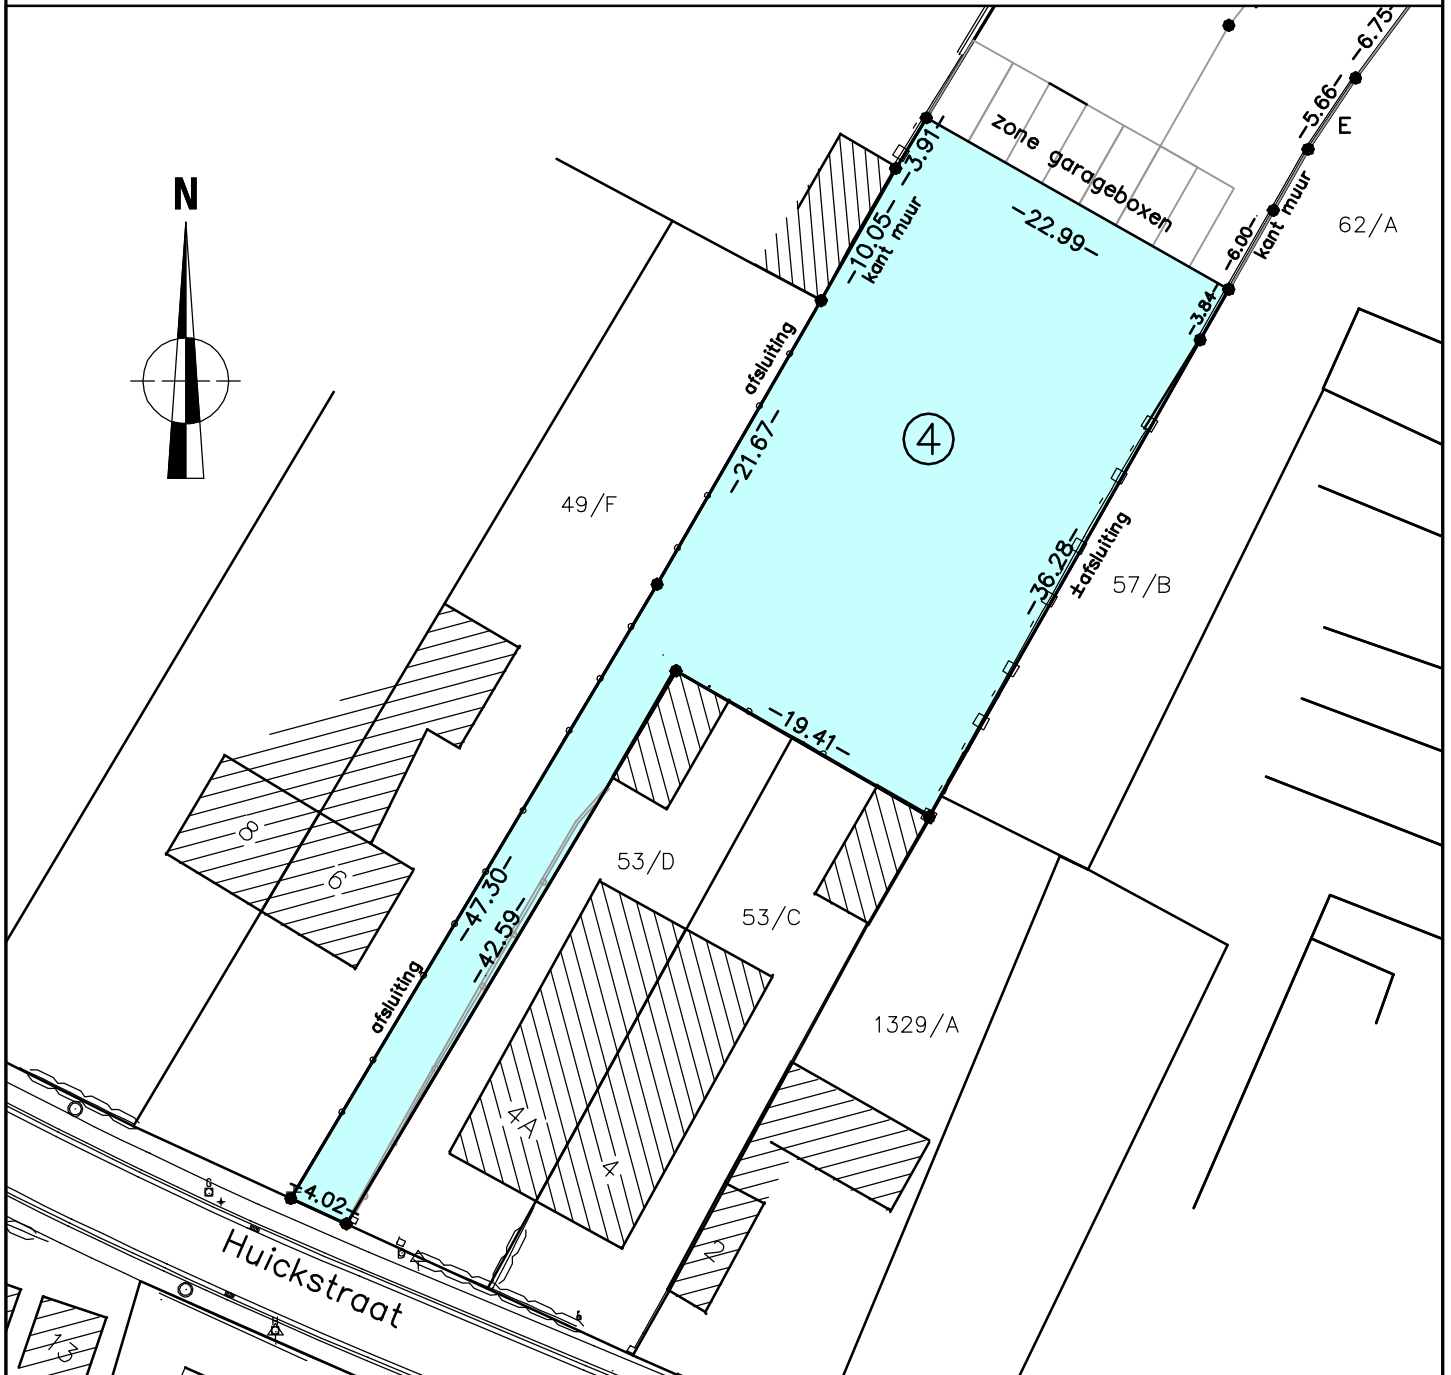 -6.75-
-5.66-
E
zone garageboxen
-3.91-
N
-22.99-
-10.05-
kant muur
-6.00-
kant muur
62/A
-3.84-
afsluiting
4
-21.67-
49/F
-36.28-
±afsluiting
57/B
-19.41-
8
6
53/D
-47.30-
-42.59-
53/C
afsluiting
1329/A
4A
4
-4.02-
2
Huickstraat
13